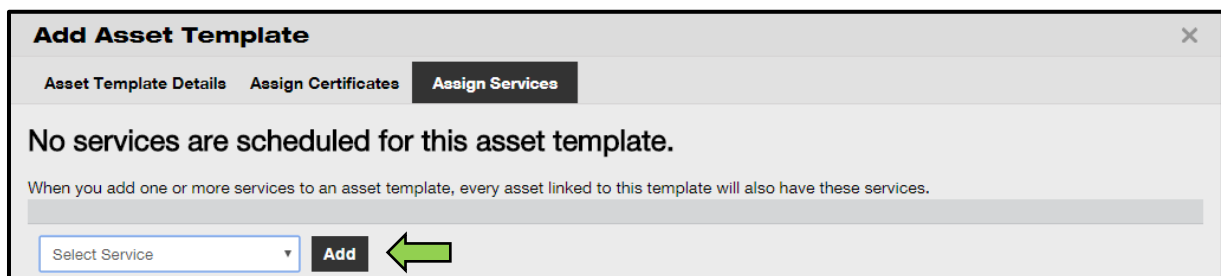 Add Asset Template
Asset Template Details Assign Certificates Assign Services
No services are scheduled for this asset template.
When you add one or more services to an asset template, every asset linked to this template will also have these services.
Select Service Add